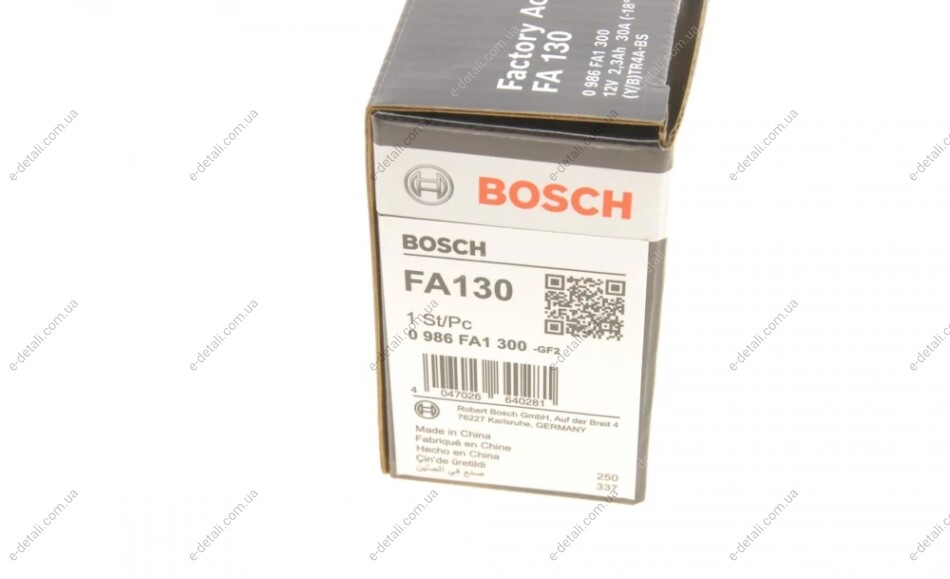 Factory Ac
FA 130
0 986 FA1 300
12V 2,3Ah 30A (-18°
(Y/B)TR4A-BS
BOSCH
BOSCH
FA130
1 St/Pc
0 986 FA1 300 -GF2
4 047026 640281
Robert Bosch GmbH, Auf der Breit 4
76227 Karlsruhe, GERMANY
Made in China
Fabriqué en Chine
Hecho en China
Çin'de üretildi
صنع في الصين
250
337
e-detali.com.ua